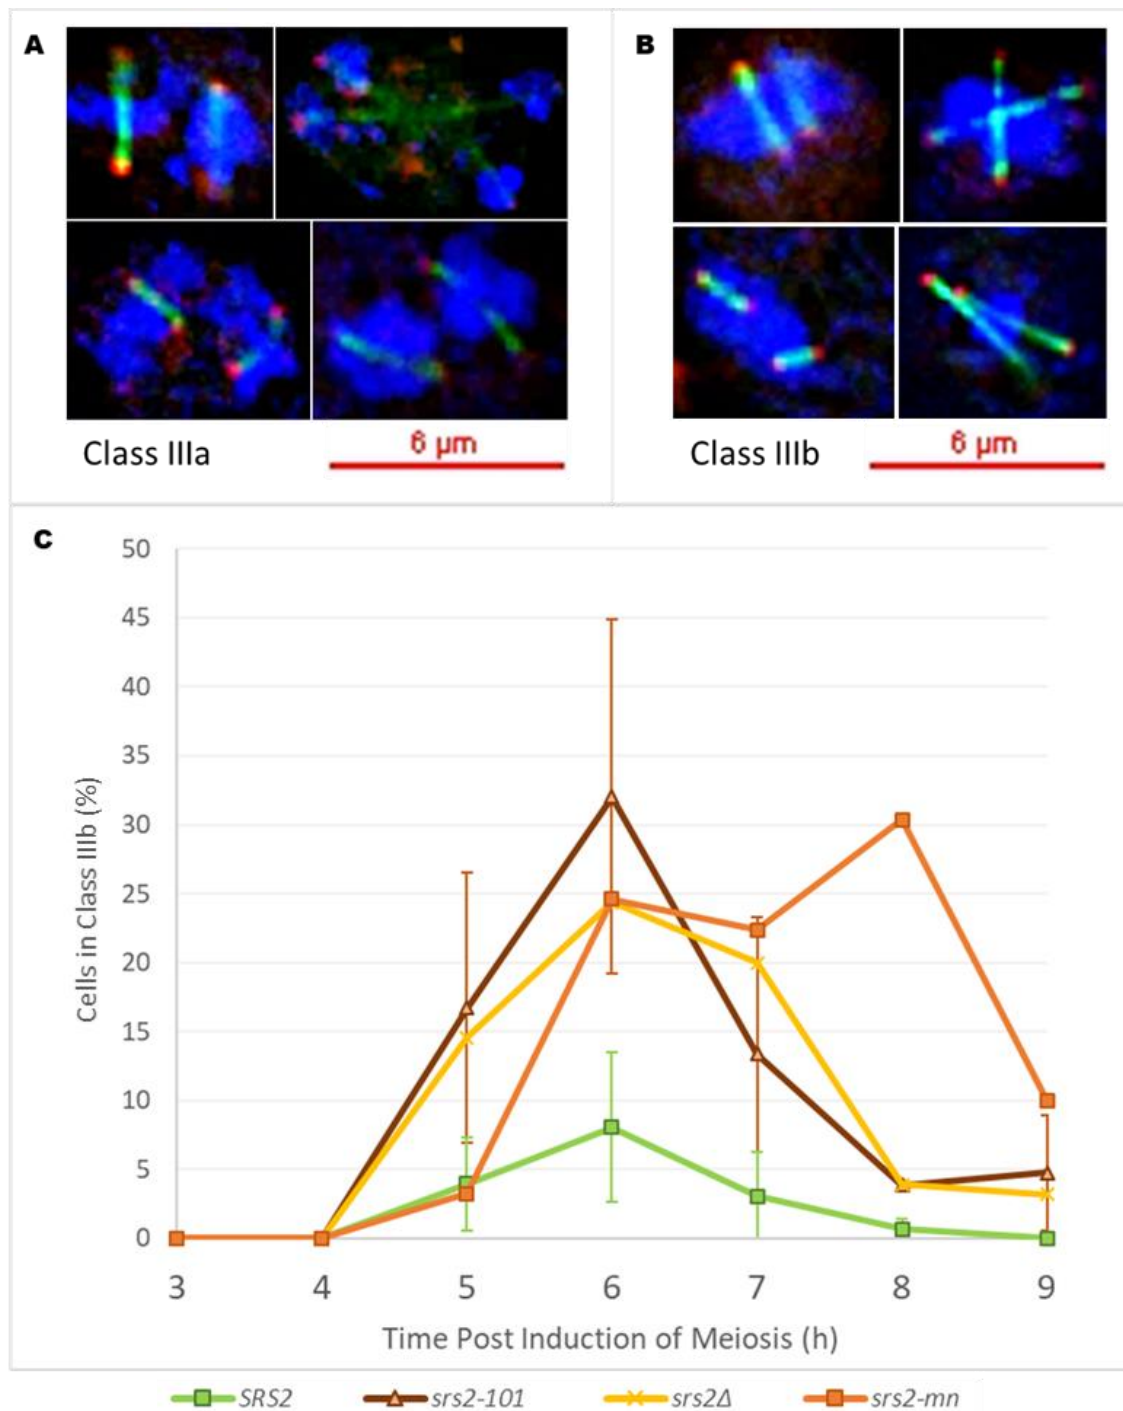 A
B
Class IIIa
6 µm
Class IIIb
6 µm
C
50
45
40
35
30
25
20
15
10
5
0
Cells in Class IIIb (%)
3 4 5 6 7 8 9
Time Post Induction of Meiosis (h)
SRS2 srs2-101 srs2Δ srs2-mn